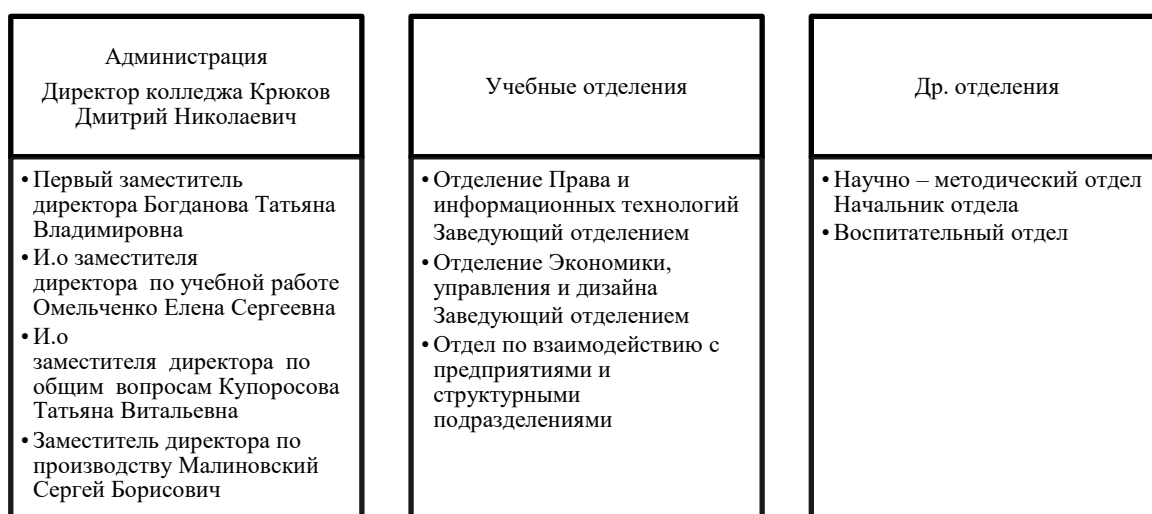 Администрация
Директор колледжа Крюков
Дмитрий Николаевич
• Первый заместитель
директора Богданова Татьяна
Владимировна
• И.о заместителя
директора по учебной работе
Омельченко Елена Сергеевна
• И.о
заместителя директора по
общим вопросам Купоросова
Татьяна Витальевна
• Заместитель директора по
производству Малиновский
Сергей Борисович
Учебные отделения
• Отделение Права и
информационных технологий
Заведующий отделением
• Отделение Экономики,
управления и дизайна
Заведующий отделением
• Отдел по взаимодействию с
предприятиями и
структурными
подразделениями
Др. отделения
• Научно – методический отдел
Начальник отдела
• Воспитательный отдел